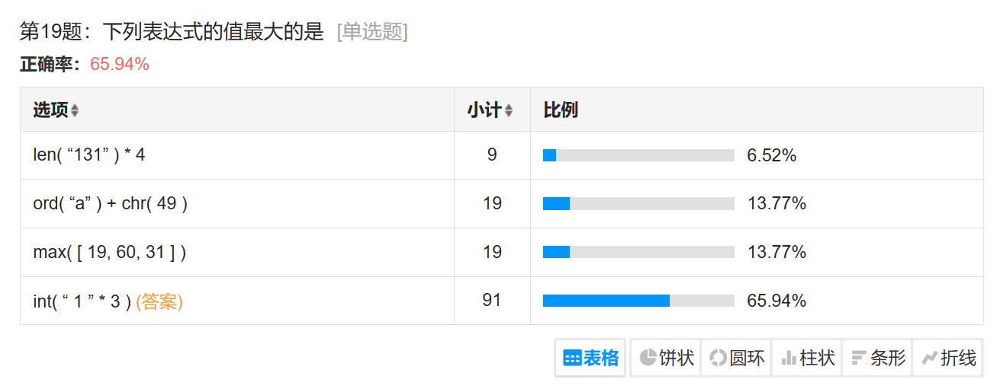 第19题：下列表达式的值最大的是 [单选题]
正确率：65.94%
选项 小计 比例
len( “131” ) * 4 9 6.52%
ord( “a” ) + chr( 49 ) 19 13.77%
max( [ 19, 60, 31 ] ) 19 13.77%
int( “ 1 ” * 3 ) (答案) 91 65.94%
表格 饼状 圆环 柱状 条形 折线